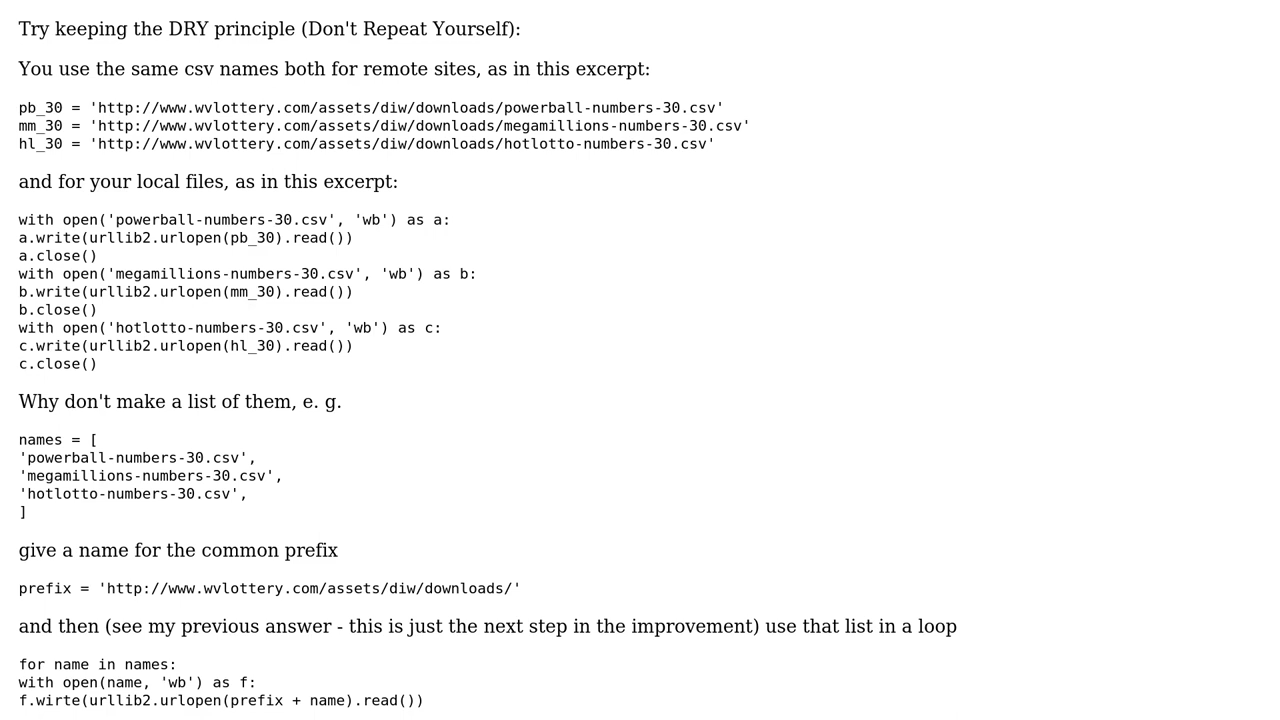 Try keeping the DRY principle (Don't Repeat Yourself):
You use the same csv names both for remote sites, as in this excerpt:
pb_30 = 'http://www.wvlottery.com/assets/diw/downloads/powerball-numbers-30.csv'
mm_30 = 'http://www.wvlottery.com/assets/diw/downloads/megamillions-numbers-30.csv'
hl_30 = 'http://www.wvlottery.com/assets/diw/downloads/hotlotto-numbers-30.csv'
and for your local files, as in this excerpt:
with open('powerball-numbers-30.csv', 'wb') as a:
a.write(urllib2.urlopen(pb_30).read())
a.close()
with open('megamillions-numbers-30.csv', 'wb') as b:
b.write(urllib2.urlopen(mm_30).read())
b.close()
with open('hotlotto-numbers-30.csv', 'wb') as c:
c.write(urllib2.urlopen(hl_30).read())
c.close()
Why don't make a list of them, e. g.
names = [
'powerball-numbers-30.csv',
'megamillions-numbers-30.csv',
'hotlotto-numbers-30.csv',
]
give a name for the common prefix
prefix = 'http://www.wvlottery.com/assets/diw/downloads/'
and then (see my previous answer - this is just the next step in the improvement) use that list in a loop
for name in names:
with open(name, 'wb') as f:
f.wirte(urllib2.urlopen(prefix + name).read())